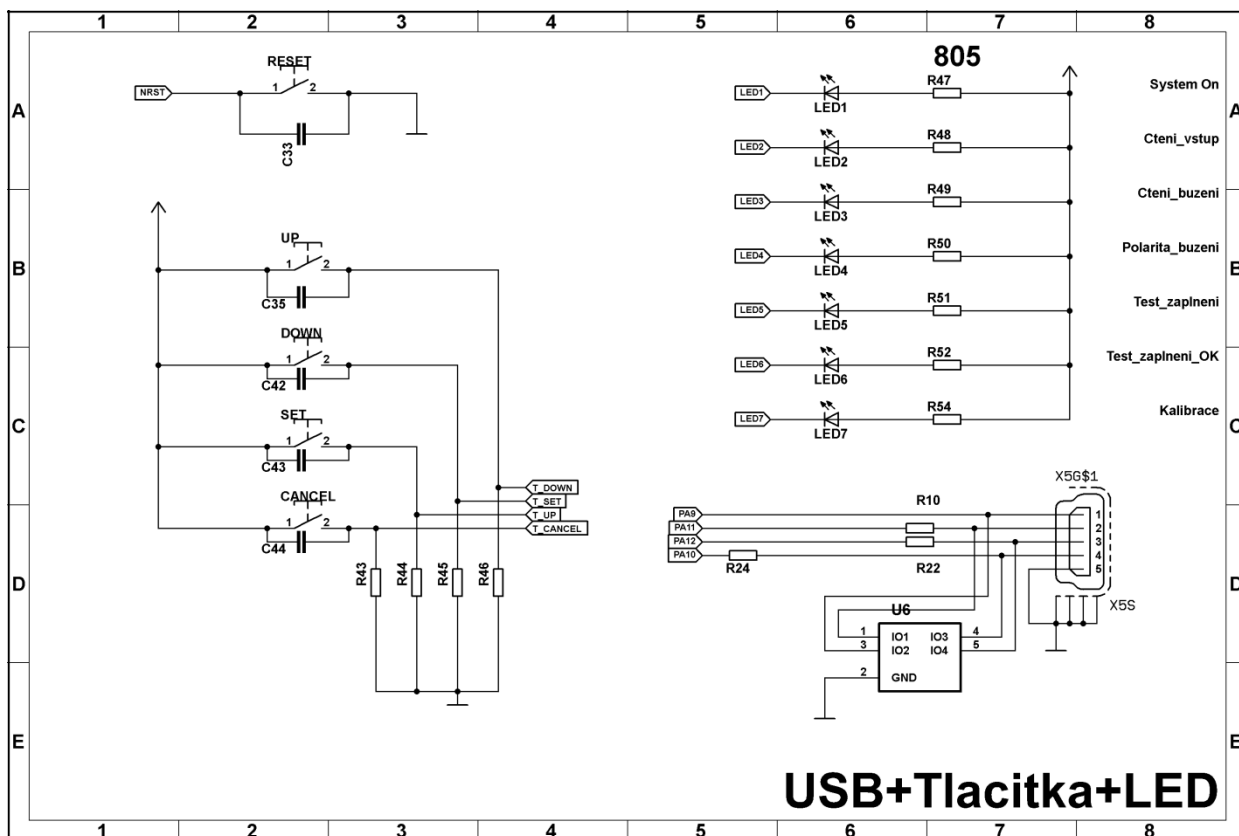 1 2 3 4 5 6 7 8
A A
B B
C C
D D
E E
RESET
NRST
1 2
C33
UP
1 2
C35
DOWN
1 2
C42
SET
1 2
C43
CANCEL
1 2
C44
T_DOWN
T_SET
T_UP
T_CANCEL
R43
R44
R45
R46
805
LED1 LED1 R47 System On
LED2 LED2 R48 Cteni_vstup
LED3 LED3 R49 Cteni_buzeni
LED4 LED4 R50 Polarita_buzeni
LED5 LED5 R51 Test_zaplneni
LED6 LED6 R52 Test_zaplneni_OK
LED7 LED7 R54 Kalibrace
X5G$1
R10
PA9 1
PA11 2
PA12 3
PA10 4
5
R24 R22
X5S
U6
1 IO1 IO3 4
3 IO2 IO4 5
2 GND
USB+Tlacitka+LED
1 2 3 4 5 6 7 8